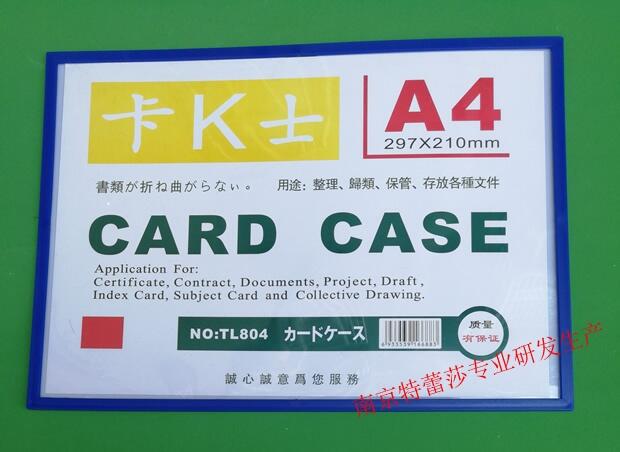 卡K士
A4
297X210mm
書類が折ね曲がらない。 用途：整理、歸類、保管、存放各種文件
CARD CASE
Application For:
Certificate, Contract, Documents, Project, Draft,
Index Card, Subject Card and Collective Drawing.
NO:TL804 カードケース
6933539166883
质量
有保证
誠心誠意爲您服務
南京特蕾莎专业研发生产